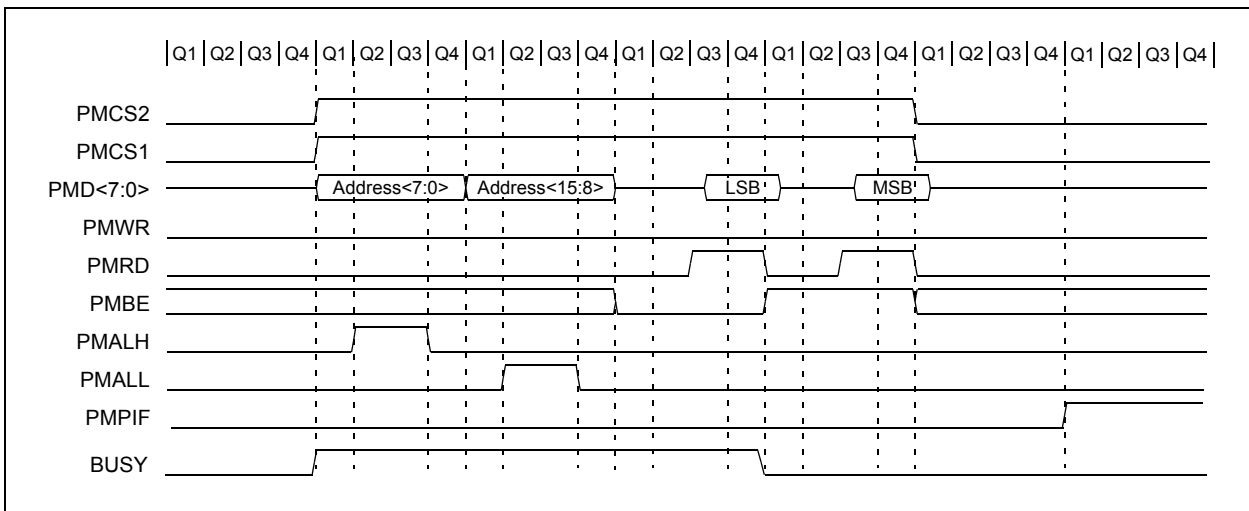 Q1 Q2 Q3 Q4 Q1 Q2 Q3 Q4 Q1 Q2 Q3 Q4 Q1 Q2 Q3 Q4 Q1 Q2 Q3 Q4 Q1 Q2 Q3 Q4 Q1 Q2 Q3 Q4
PMCS2
PMCS1
PMD<7:0> Address<7:0> Address<15:8> LSB MSB
PMWR
PMRD
PMBE
PMALH
PMALL
PMPIF
BUSY